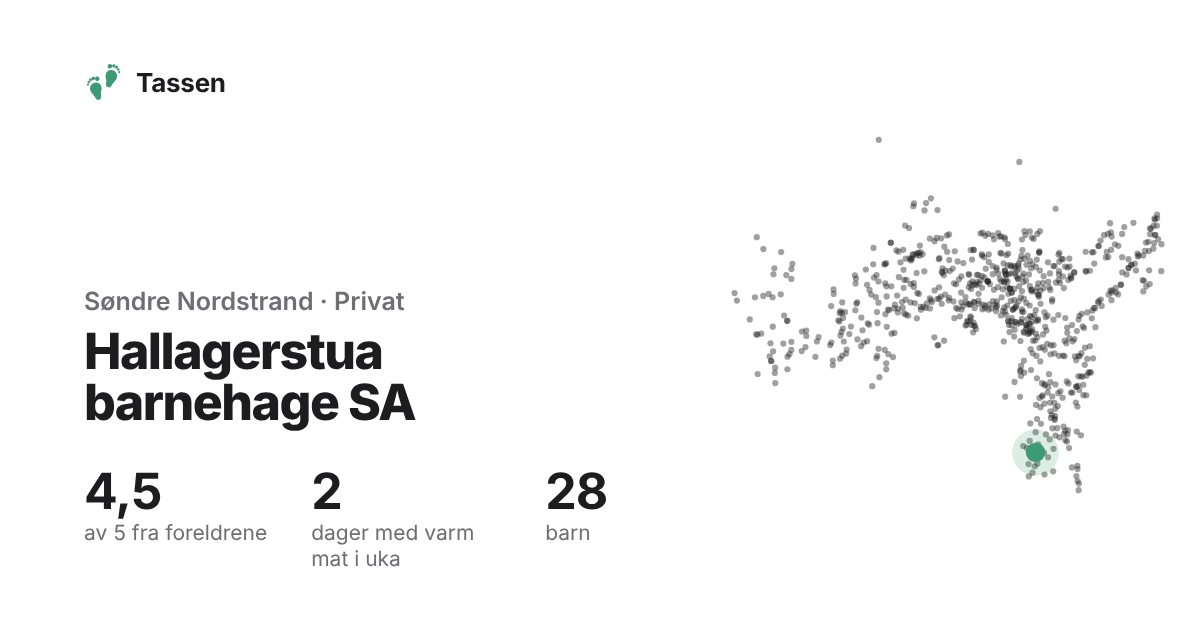 Tassen
Søndre Nordstrand · Privat
Hallagerstua
barnehage SA
4,5
av 5 fra foreldrene
2
dager med varm
mat i uka
28
barn